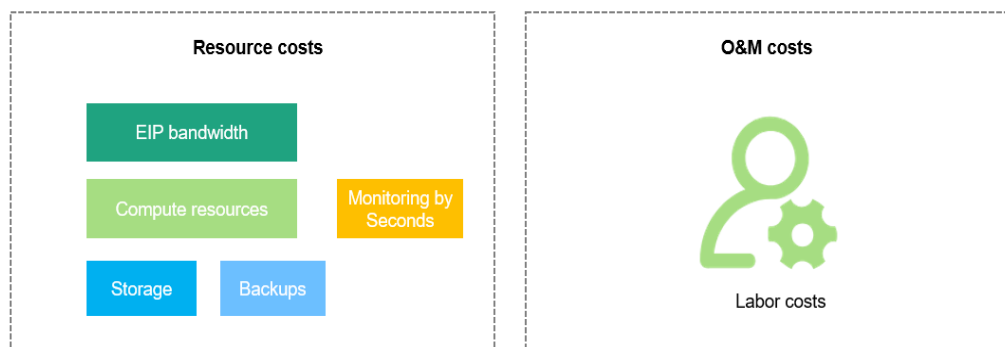 Resource costs
EIP bandwidth
Compute resources
Monitoring by
Seconds
Storage
Backups
O&M costs
Labor costs